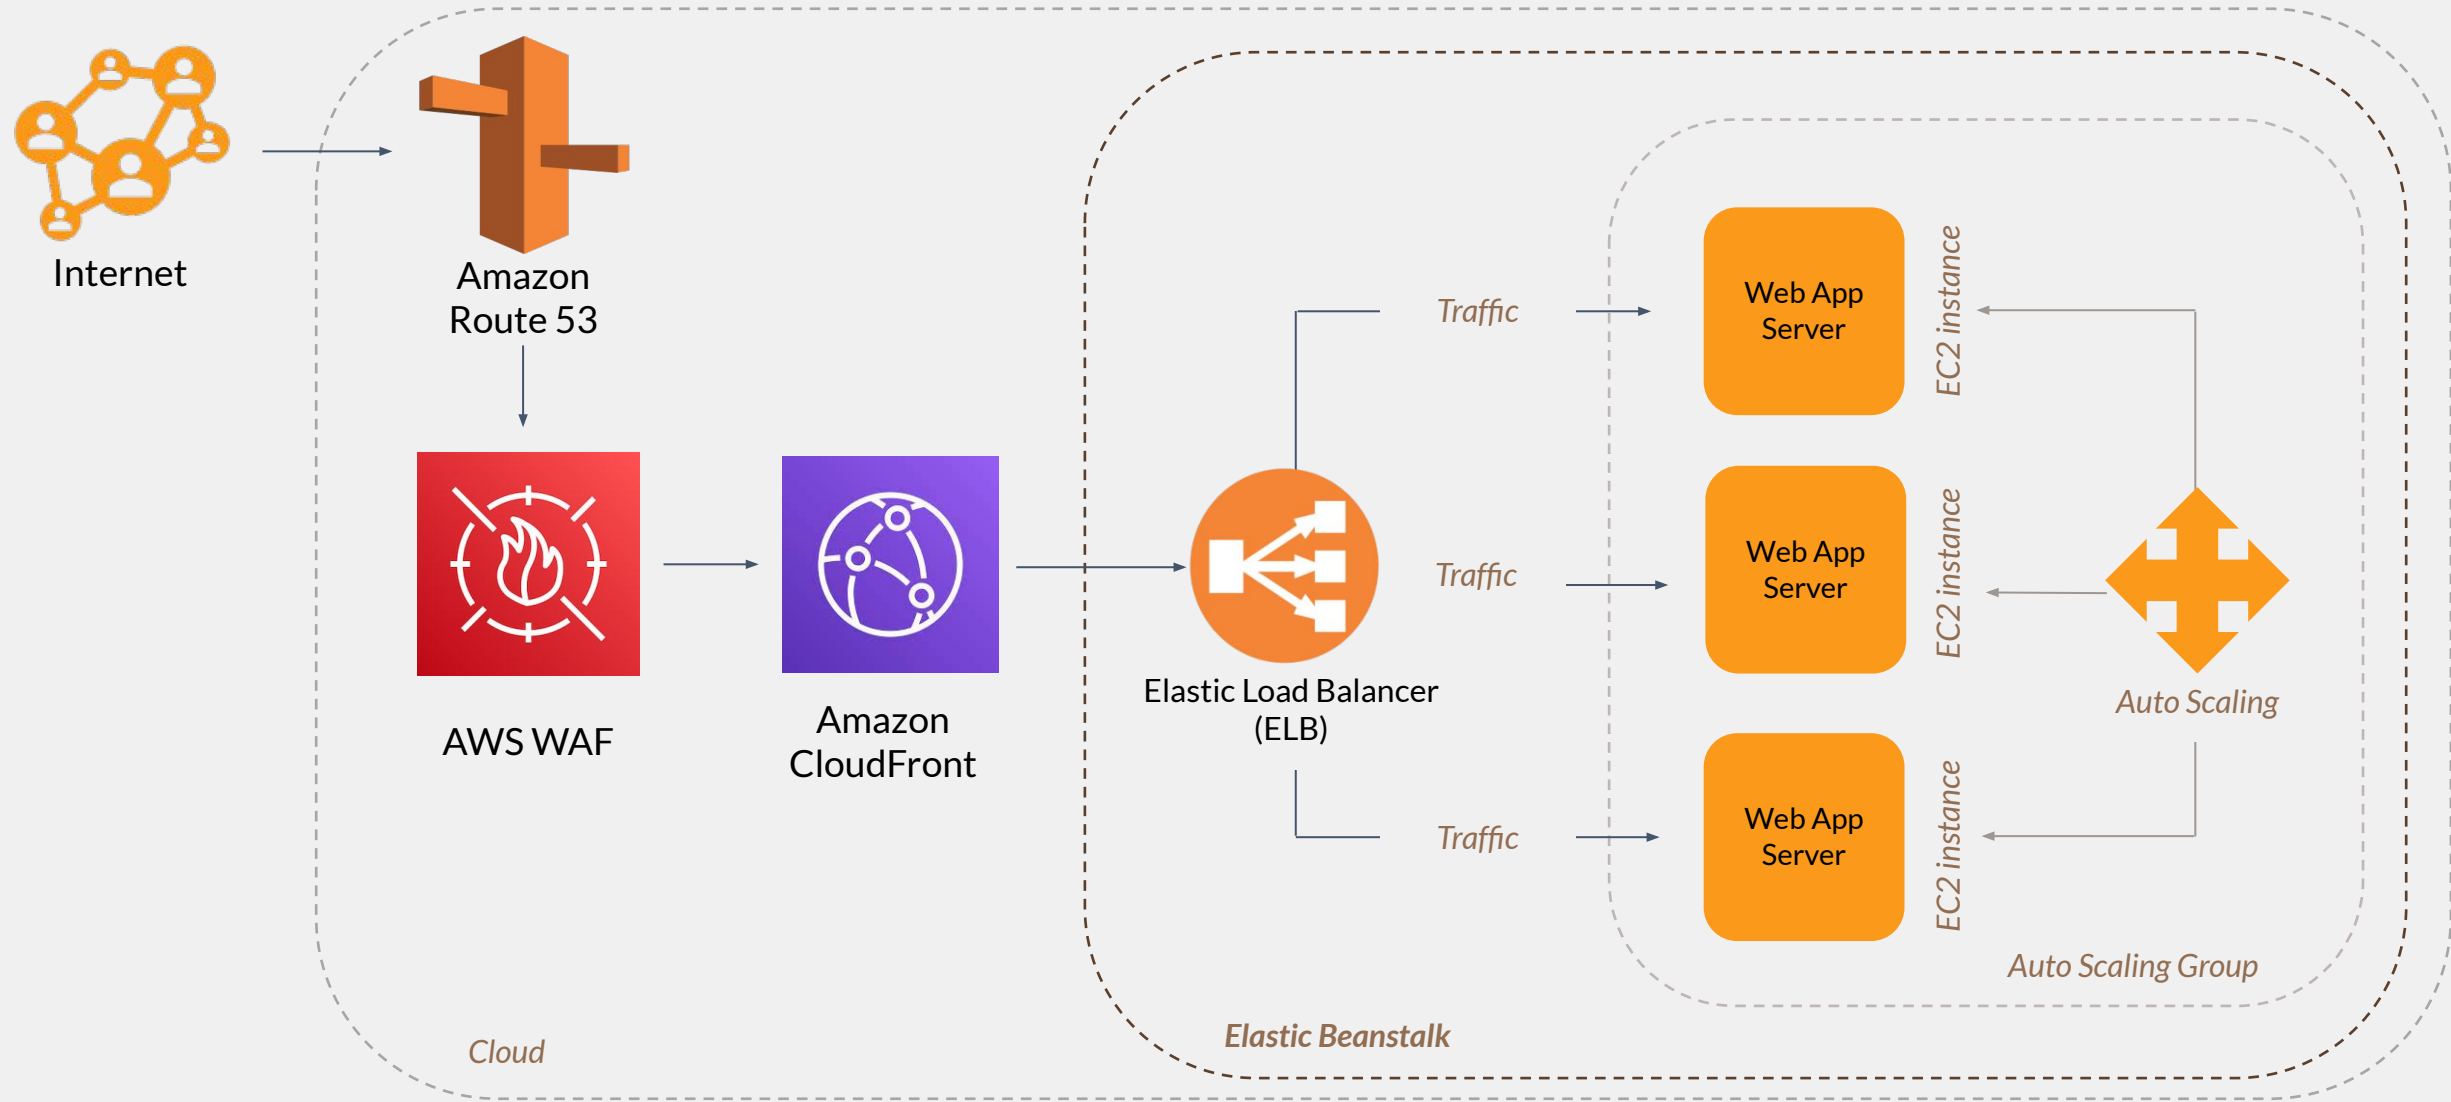 Internet
Amazon
Route 53
AWS WAF
Amazon
CloudFront
Elastic Load Balancer
(ELB)
Traffic
Traffic
Traffic
Web App
Server
EC2 instance
Web App
Server
EC2 instance
Web App
Server
EC2 instance
Auto Scaling
Auto Scaling Group
Elastic Beanstalk
Cloud